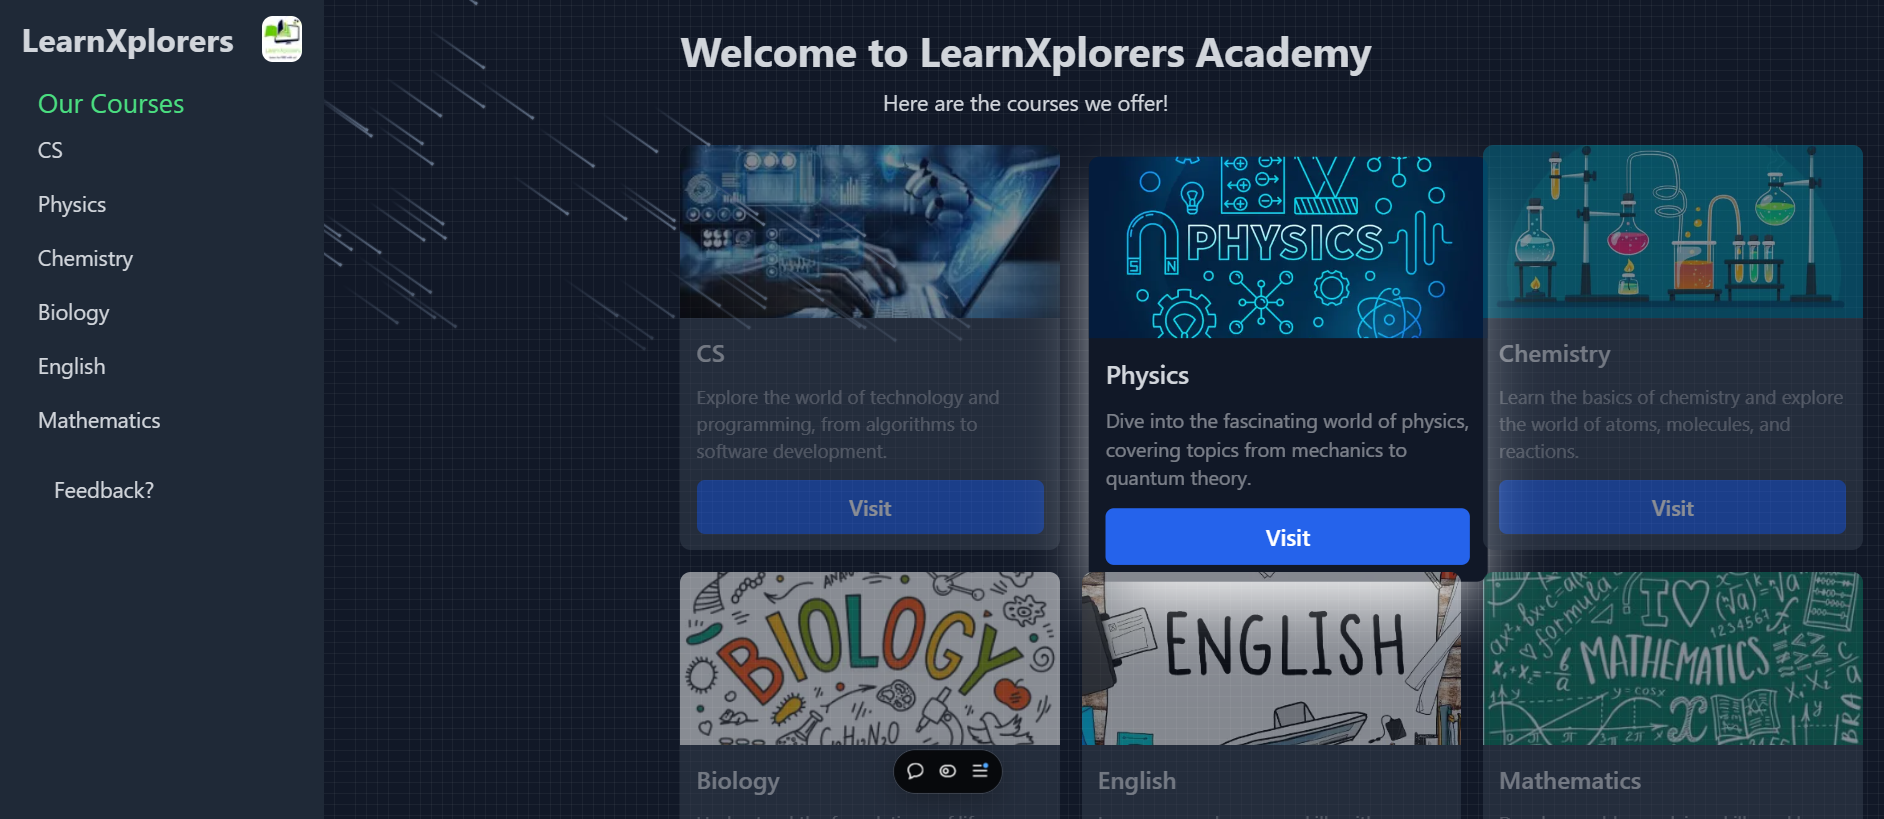 LearnXplorers
Our Courses
CS
Physics
Chemistry
Biology
English
Mathematics
Feedback?
Welcome to LearnXplorers Academy
Here are the courses we offer!
CS
Explore the world of technology and
programming, from algorithms to
software development.
Visit
PHYSICS
S N
Physics
Dive into the fascinating world of physics,
covering topics from mechanics to
quantum theory.
Visit
Chemistry
Learn the basics of chemistry and explore
the world of atoms, molecules, and
reactions.
Visit
BIOLOGY
Biology
ENGLISH
English
I
formula
1234567
MATHEMATICS
y=cosx
Mathematics